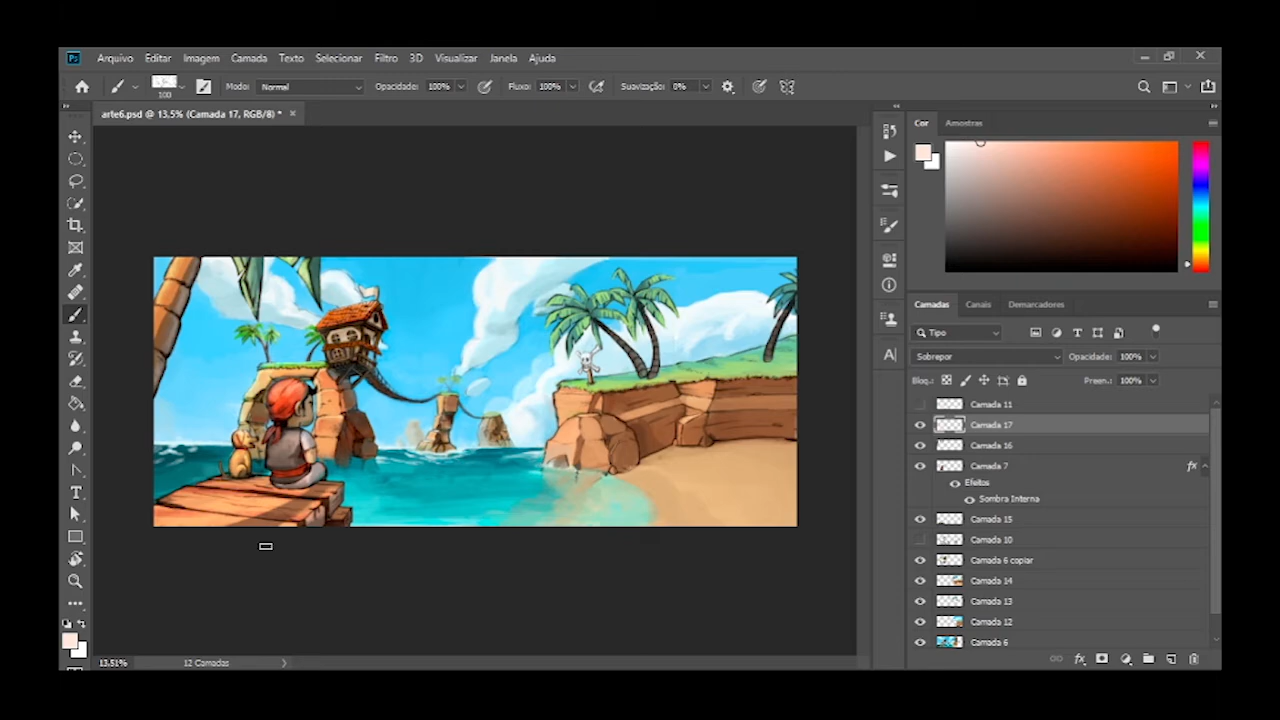 Ps Arquivo Editar Imagem Camada Texto Selecionar Filtro 3D Visualizar Janela Ajuda
100 Modo: Normal Opacidade: 100% Fluxo: 100% Suavização: 0%
arte6.psd @ 13,5% (Camada 17, RGB/8) *
Cor Amostras
Camadas Canais Demarcadores
Tipo
Sobrepor Opacidade: 100%
Bloq.: Preen.: 100%
Camada 11
Camada 17
Camada 16
Camada 7 fx
Efeitos
Sombra Interna
Camada 15
Camada 10
Camada 6 copiar
Camada 14
Camada 13
Camada 12
Camada 6
13,51% 12 Camadas